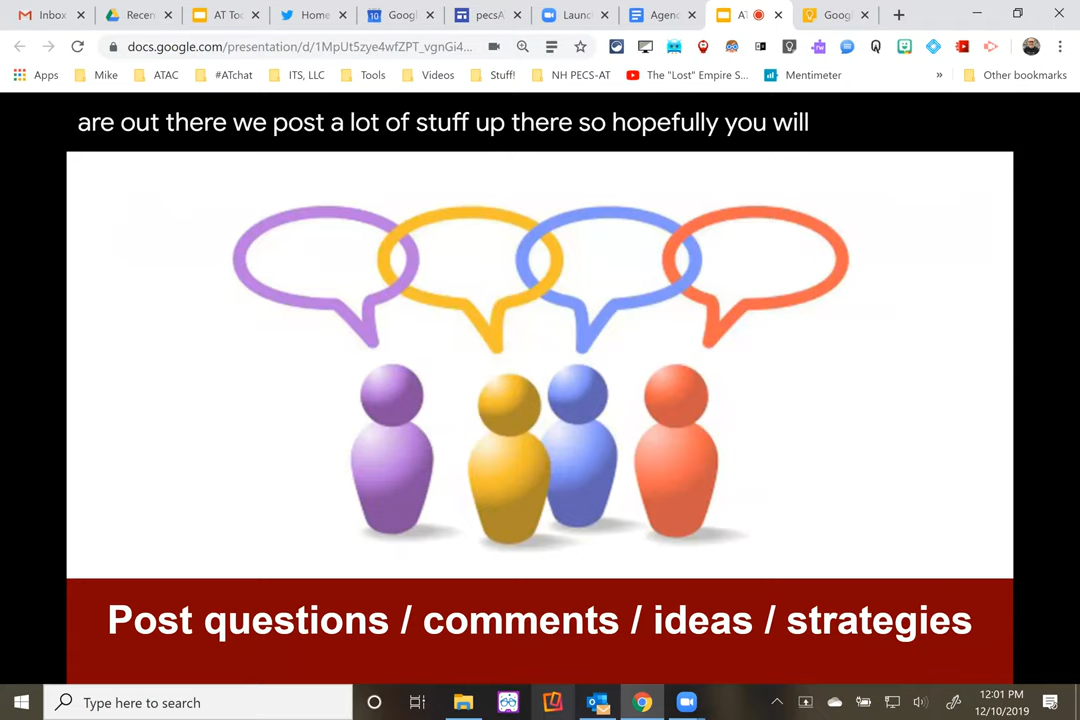 Inbox
Recen
AT Too
Home
10
Googl
pecsA
Launc
Agend
AT
Googl
docs.google.com/presentation/d/1MpUt5zye4wfZPT_vgnGi4...
Apps
Mike
ATAC
#ATchat
ITS, LLC
Tools
Videos
Stuff!
NH PECS-AT
The "Lost" Empire S...
Mentimeter
»
Other bookmarks
are out there we post a lot of stuff up there so hopefully you will
Post questions / comments / ideas / strategies
Type here to search
12:01 PM
12/10/2019